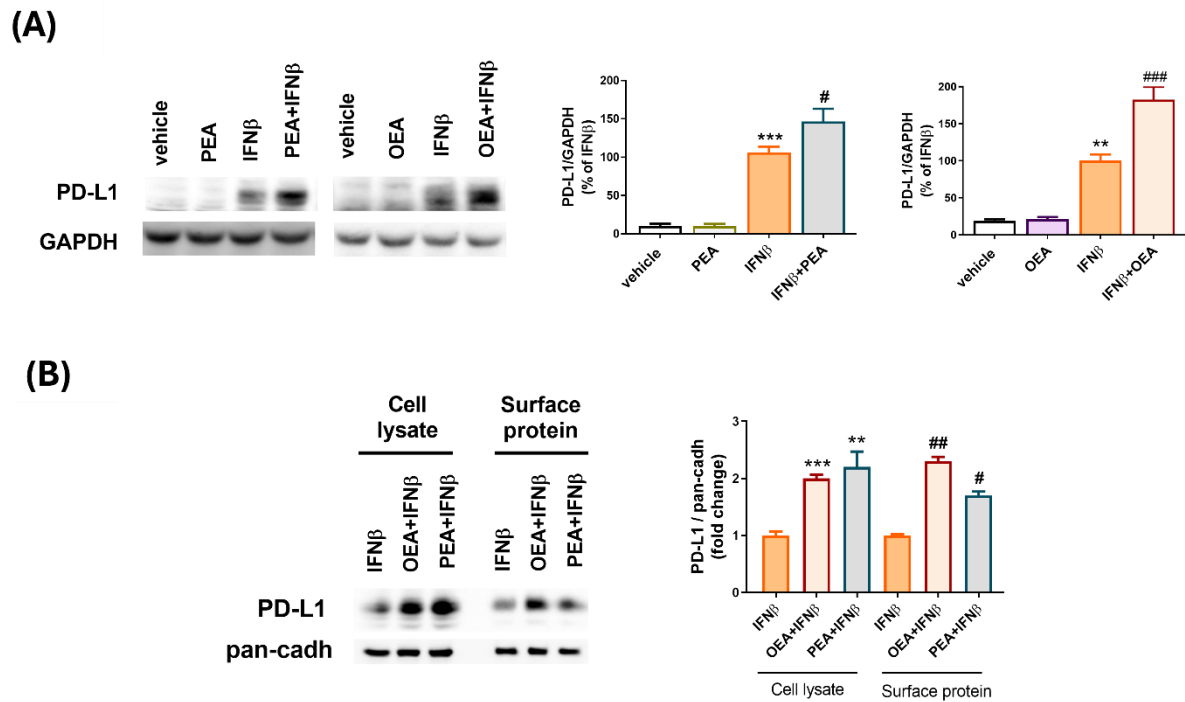 (A)
vehicle
PEA
IFNβ
PEA+IFNβ
vehicle
OEA
IFNβ
OEA+IFNβ
PD-L1
GAPDH
PD-L1/GAPDH
(% of IFNβ)
200
150
100
50
0
***
#
vehicle
PEA
IFNβ
IFNβ+PEA
PD-L1/GAPDH
(% of IFNβ)
200
150
100
50
0
**
###
vehicle
OEA
IFNβ
IFNβ+OEA
(B)
Cell
lysate
Surface
protein
IFNβ
OEA+IFNβ
PEA+IFNβ
IFNβ
OEA+IFNβ
PEA+IFNβ
PD-L1
pan-cadh
PD-L1 / pan-cadh
(fold change)
3
2
1
0
***
**
##
#
IFNβ
OEA+IFNβ
PEA+IFNβ
IFNβ
OEA+IFNβ
PEA+IFNβ
Cell lysate
Surface protein